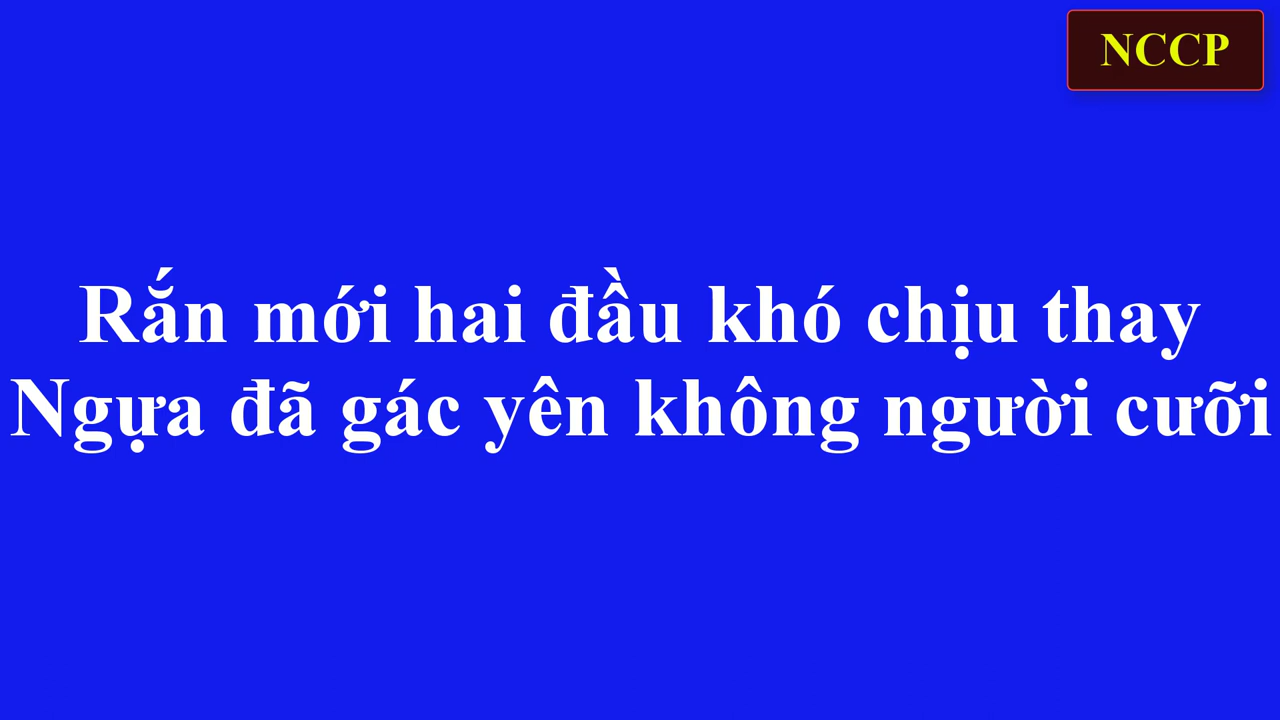 NCCP
Rắn mới hai đầu khó chịu thay
Ngựa đã gác yên không người cưỡi